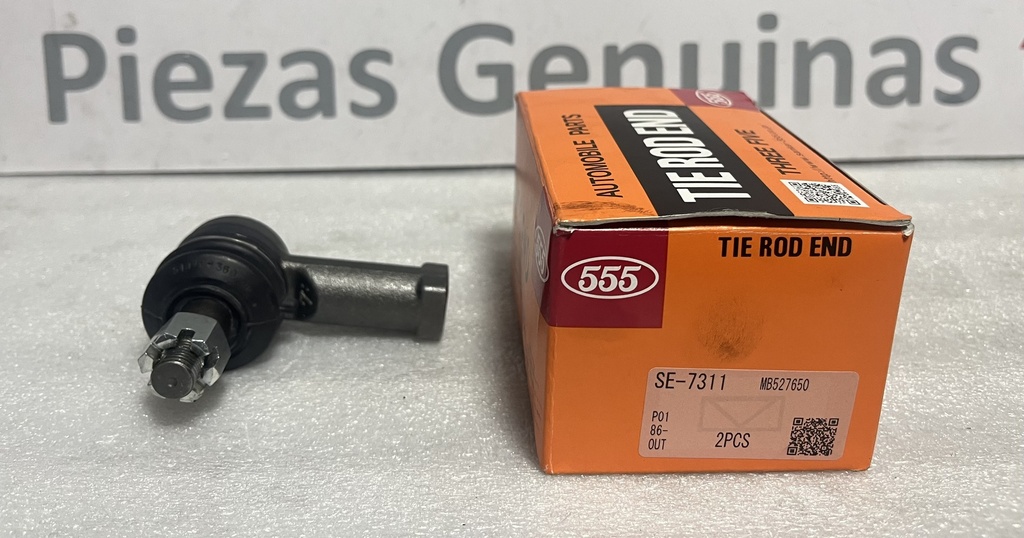 Piezas Genuinas
AUTOMOBILE PARTS
TIE ROD END
THREE FIVE
555
TIE ROD END
555
SE-7311 MB527650
P01
86-
OUT
2PCS